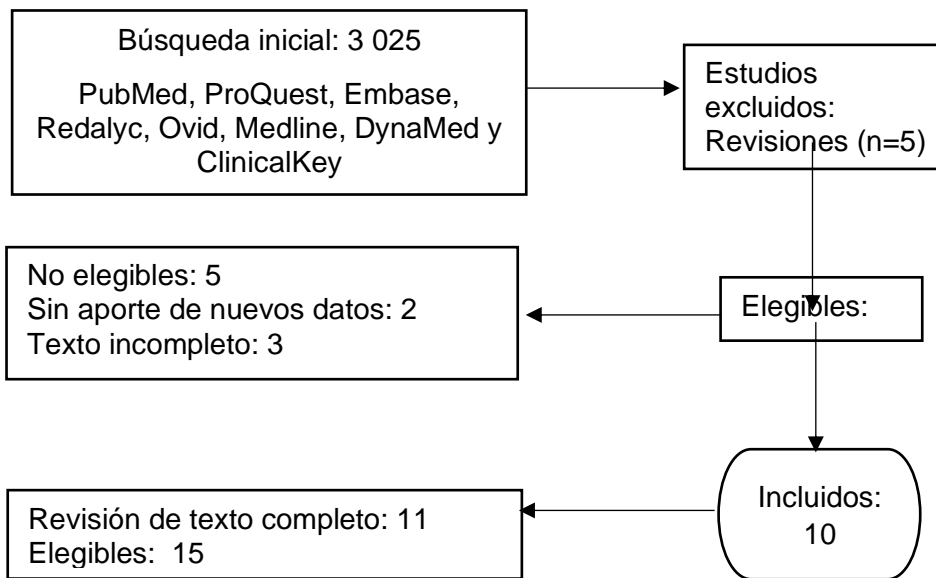 Búsqueda inicial: 3 025
PubMed, ProQuest, Embase,
Redalyc, Ovid, Medline, DynaMed y
ClinicalKey
Estudios
excluidos:
Revisiones (n=5)
No elegibles: 5
Sin aporte de nuevos datos: 2
Texto incompleto: 3
Elegibles:
Incluidos:
10
Revisión de texto completo: 11
Elegibles: 15